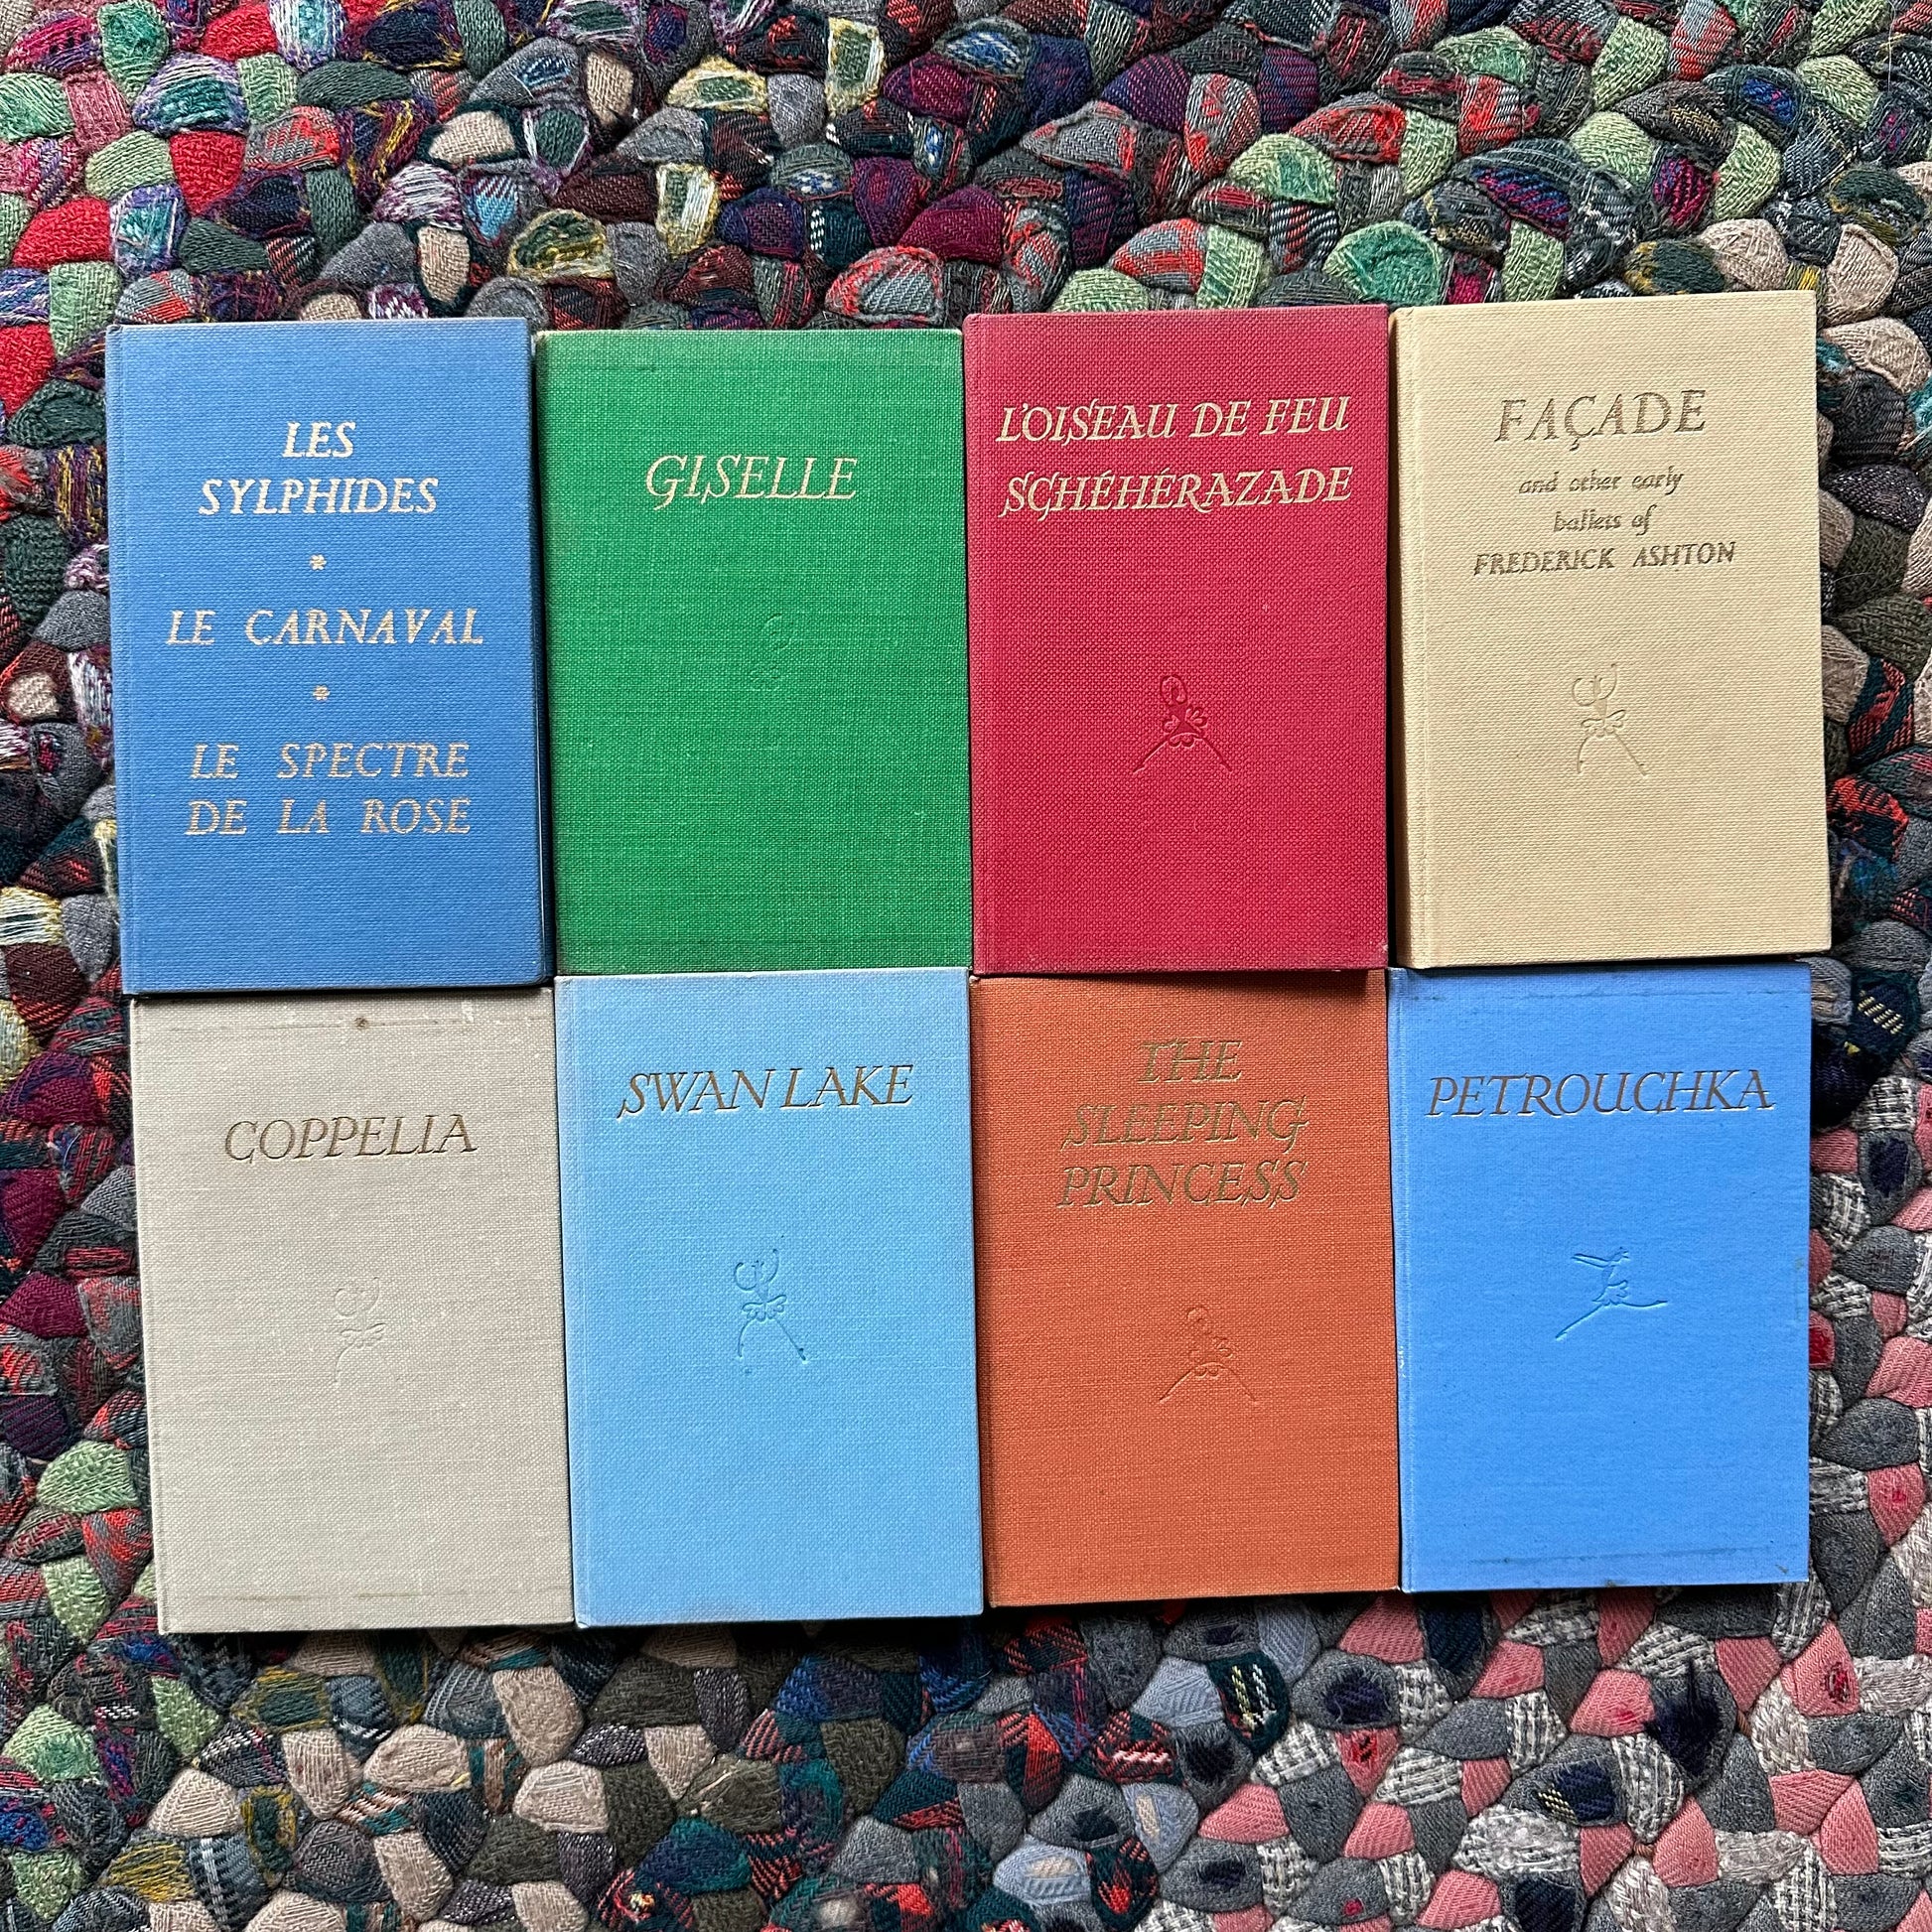 LES
SYLPHIDES
*
LE CARNAVAL
*
LE SPECTRE
DE LA ROSE
GISELLE
L'OISEAU DE FEU
SCHÉHÉRAZADE
FAÇADE
and other early
ballets of
FREDERICK ASHTON
COPPELIA
SWAN LAKE
THE
SLEEPING
PRINCESS
PETROUCHKA